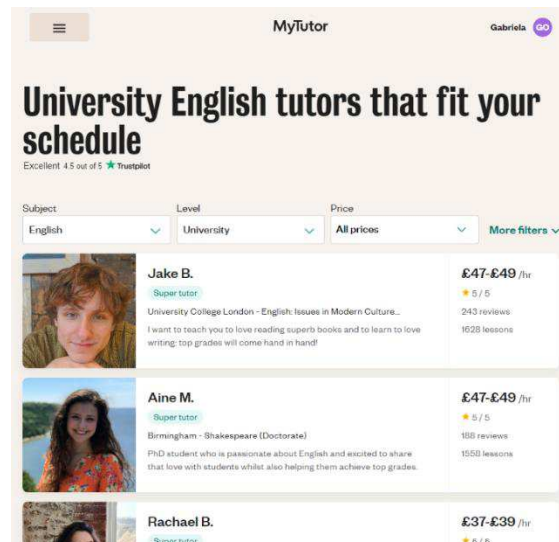 MyTutor
Gabriela GO
University English tutors that fit your
schedule
Excellent 4.5 out of 5 Trustpilot
Subject Level Price
English University All prices More filters
Jake B. £47-£49 /hr
Super tutor 5 / 5
University College London - English: Issues in Modern Culture... 243 reviews
I want to teach you to love reading superb books and to learn to love 1628 lessons
writing: top grades will come hand in hand!
Aine M. £47-£49 /hr
Super tutor 5 / 5
Birmingham - Shakespeare (Doctorate) 188 reviews
PhD student who is passionate about English and excited to share 1558 lessons
that love with students whilst also helping them achieve top grades.
Rachael B. £37-£39 /hr
Super tutor 5 / 5